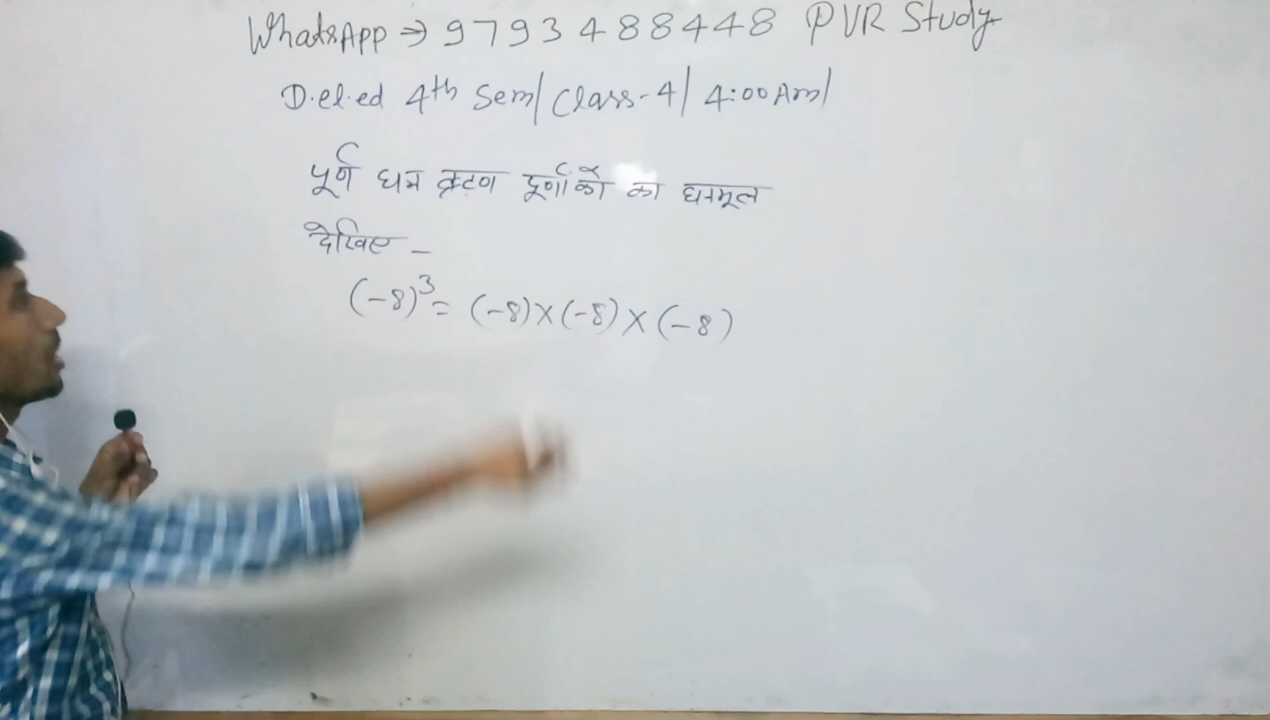 WhatsApp ⇒ 9793488448 PVR Study
D.el.ed 4th Sem/Class-4/4:00Am/
पूर्ण घन ऋण पूर्णांकों का घनमूल
देखिए -
(-8)³= (-8)×(-8)×(-8)